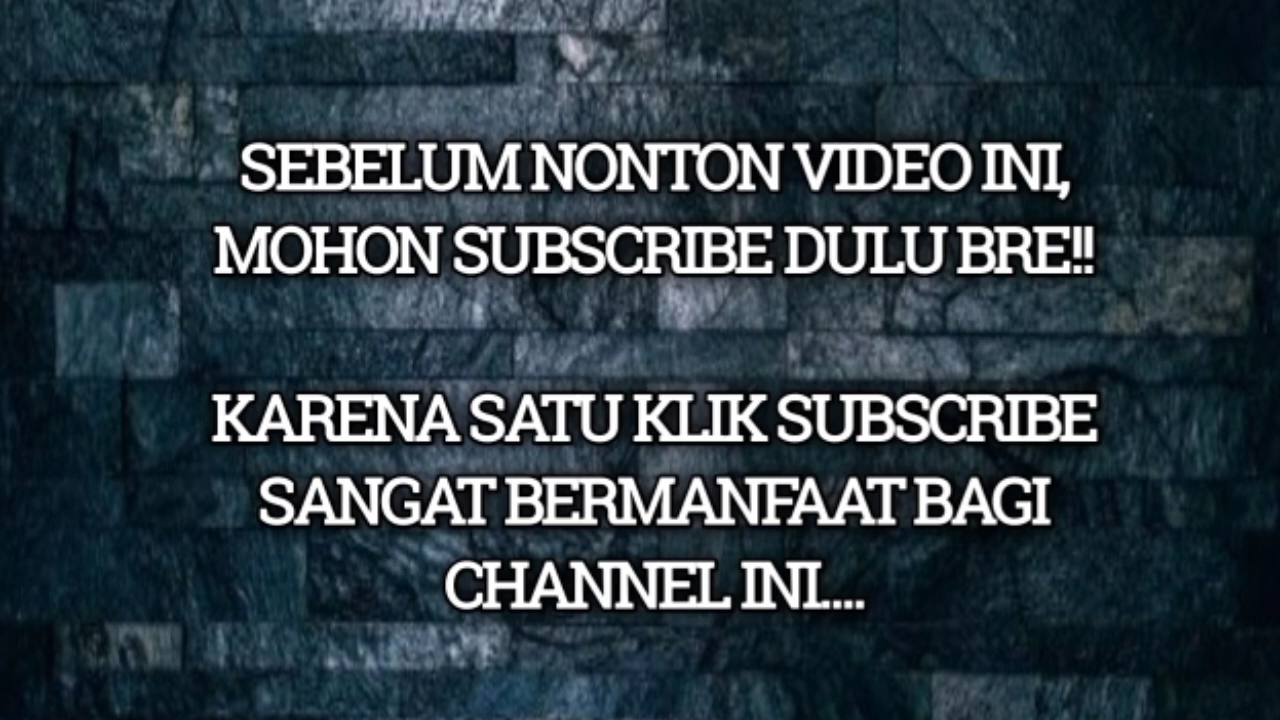 SEBELUM NONTON VIDEO INI,
MOHON SUBSCRIBE DULU BRE!!
KARENA SATU KLIK SUBSCRIBE
SANGAT BERMANFAAT BAGI
CHANNEL INI....